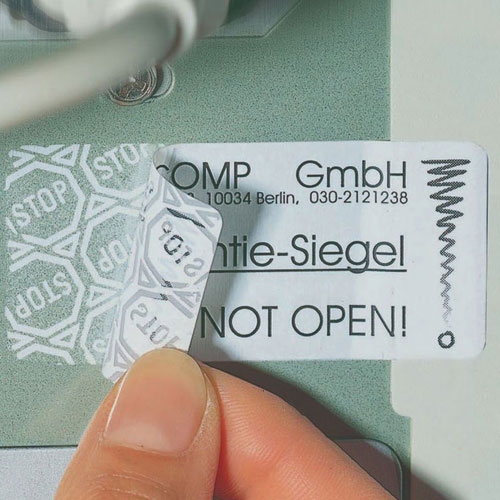 STOP
STOP
STOP
STOP
COMP GmbH
10034 Berlin, 030-2121238
ntie-Siegel
NOT OPEN!